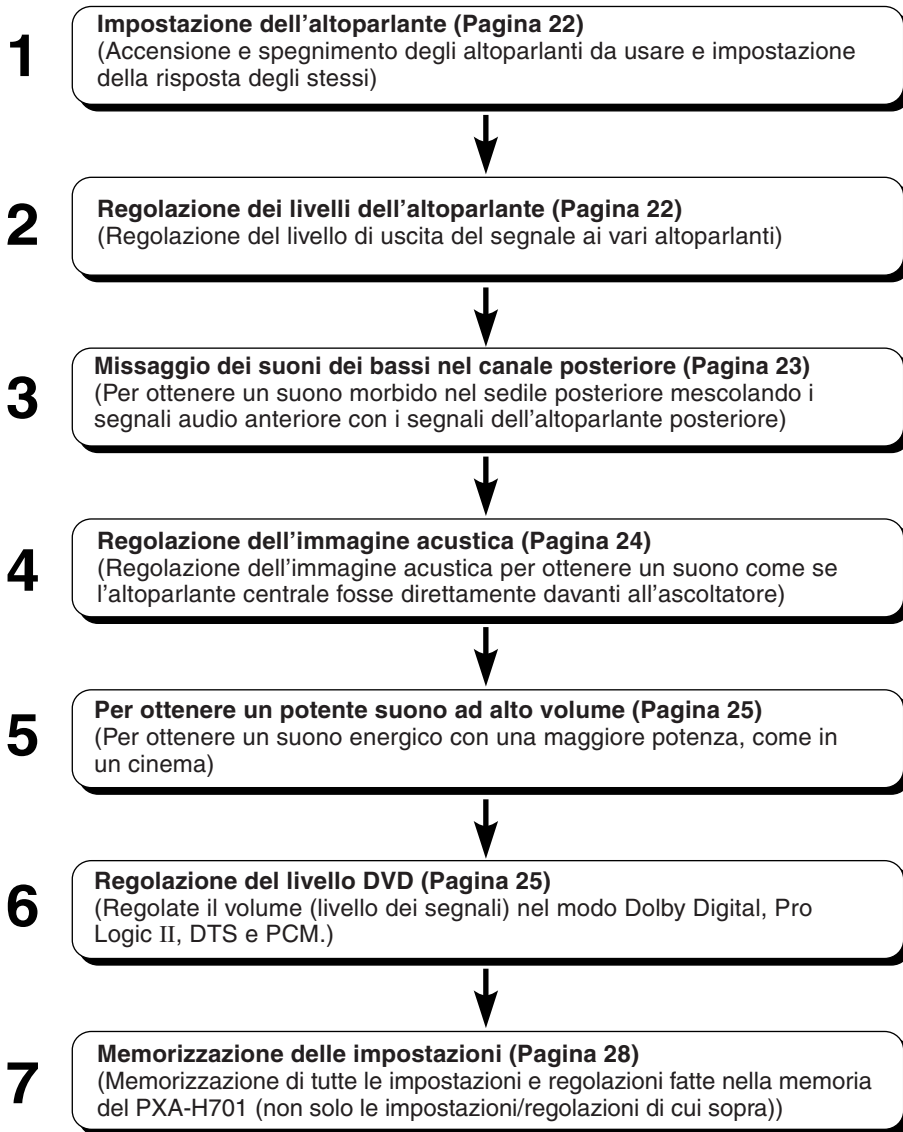 1
Impostazione dell'altoparlante (Pagina 22)
(Accensione e spegnimento degli altoparlanti da usare e impostazione
della risposta degli stessi)
2
Regolazione dei livelli dell'altoparlante (Pagina 22)
(Regolazione del livello di uscita del segnale ai vari altoparlanti)
3
Missaggio dei suoni dei bassi nel canale posteriore (Pagina 23)
(Per ottenere un suono morbido nel sedile posteriore mescolando i
segnali audio anteriore con i segnali dell'altoparlante posteriore)
4
Regolazione dell'immagine acustica (Pagina 24)
(Regolazione dell'immagine acustica per ottenere un suono come se
l'altoparlante centrale fosse direttamente davanti all'ascoltatore)
5
Per ottenere un potente suono ad alto volume (Pagina 25)
(Per ottenere un suono energico con una maggiore potenza, come in
un cinema)
6
Regolazione del livello DVD (Pagina 25)
(Regolate il volume (livello dei segnali) nel modo Dolby Digital, Pro
Logic II, DTS e PCM.)
7
Memorizzazione delle impostazioni (Pagina 28)
(Memorizzazione di tutte le impostazioni e regolazioni fatte nella memoria
del PXA-H701 (non solo le impostazioni/regolazioni di cui sopra))